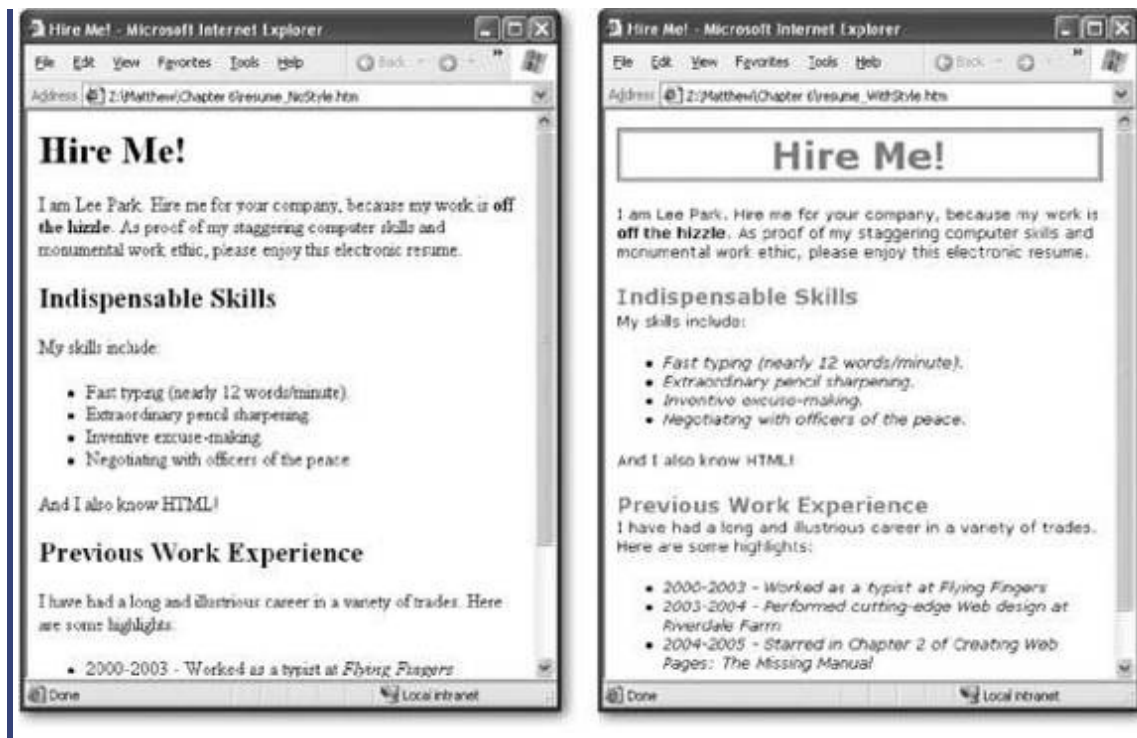 Hire Me! - Microsoft Internet Explorer
File Edit View Favorites Tools Help Back
Address Z:\Matthew\Chapter 6\resume_NoStyle.htm
Hire Me!
I am Lee Park. Hire me for your company, because my work is off
the hizzle. As proof of my staggering computer skills and
monumental work ethic, please enjoy this electronic resume.
Indispensable Skills
My skills include:
• Fast typing (nearly 12 words/minute).
• Extraordinary pencil sharpening.
• Inventive excuse-making.
• Negotiating with officers of the peace.
And I also know HTML!
Previous Work Experience
I have had a long and illustrious career in a variety of trades. Here
are some highlights:
• 2000-2003 - Worked as a typist at Flying Fingers
Done Local intranet
Hire Me! - Microsoft Internet Explorer
File Edit View Favorites Tools Help Back
Address Z:\Matthew\Chapter 6\resume_WithStyle.htm
Hire Me!
I am Lee Park. Hire me for your company, because my work is
off the hizzle. As proof of my staggering computer skills and
monumental work ethic, please enjoy this electronic resume.
Indispensable Skills
My skills include:
• Fast typing (nearly 12 words/minute).
• Extraordinary pencil sharpening.
• Inventive excuse-making.
• Negotiating with officers of the peace.
And I also know HTML!
Previous Work Experience
I have had a long and illustrious career in a variety of trades.
Here are some highlights:
• 2000-2003 - Worked as a typist at Flying Fingers
• 2003-2004 - Performed cutting-edge Web design at
Riverdale Farm
• 2004-2005 - Starred in Chapter 2 of Creating Web
Pages: The Missing Manual
Done Local intranet